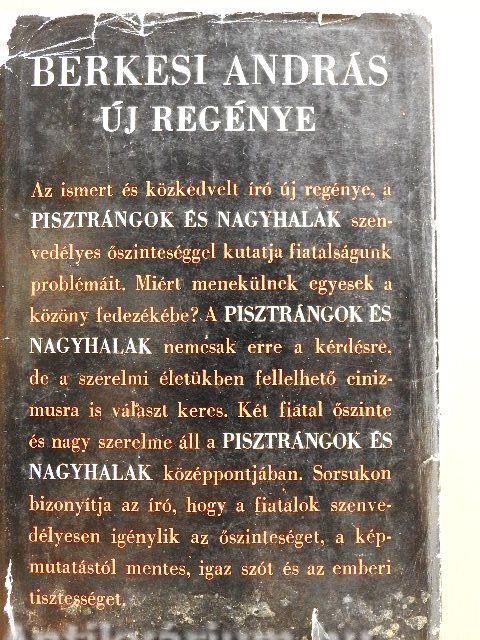 BERKESI ANDRÁS
ÚJ REGÉNYE
Az ismert és közkedvelt író új regénye, a
PISZTRÁNGOK ÉS NAGYHALAK szen-
vedélyes őszinteséggel kutatja fiatalságunk
problémáit. Miért menekülnek egyesek a
közöny fedezékébe? A PISZTRÁNGOK ÉS
NAGYHALAK nemcsak erre a kérdésre,
de a szerelmi életükben fellelhető ciniz-
musra is választ keres. Két fiatal őszinte
és nagy szerelme áll a PISZTRÁNGOK ÉS
NAGYHALAK középpontjában. Sorsukon
bizonyítja az író, hogy a fiatalok szenve-
délyesen igénylik az őszinteséget, a kép-
mutatástól mentes, igaz szót és az emberi
tisztességet.